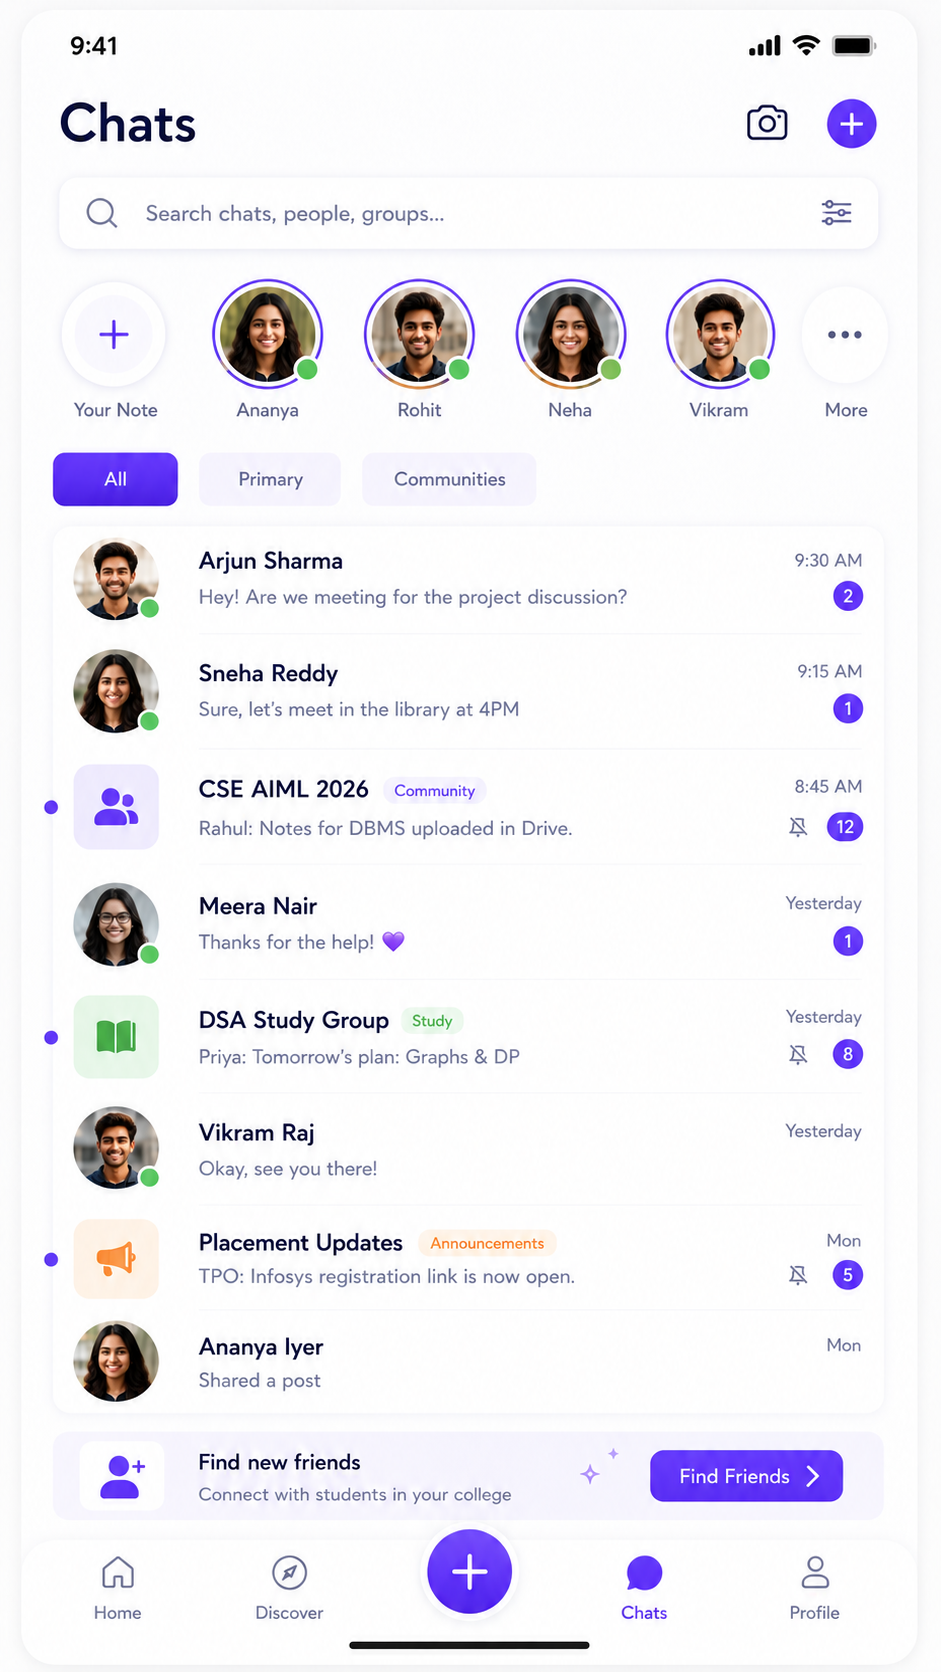 9:41
Chats
Search chats, people, groups...
Your Note
Ananya
Rohit
Neha
Vikram
More
All
Primary
Communities
Arjun Sharma
9:30 AM
Hey! Are we meeting for the project discussion?
2
Sneha Reddy
9:15 AM
Sure, let's meet in the library at 4PM
1
CSE AIML 2026 Community
8:45 AM
Rahul: Notes for DBMS uploaded in Drive.
12
Meera Nair
Yesterday
Thanks for the help! 💜
1
DSA Study Group Study
Yesterday
Priya: Tomorrow's plan: Graphs & DP
8
Vikram Raj
Yesterday
Okay, see you there!
Placement Updates Announcements
Mon
TPO: Infosys registration link is now open.
5
Ananya Iyer
Mon
Shared a post
Find new friends
Connect with students in your college
Find Friends
Home
Discover
Chats
Profile